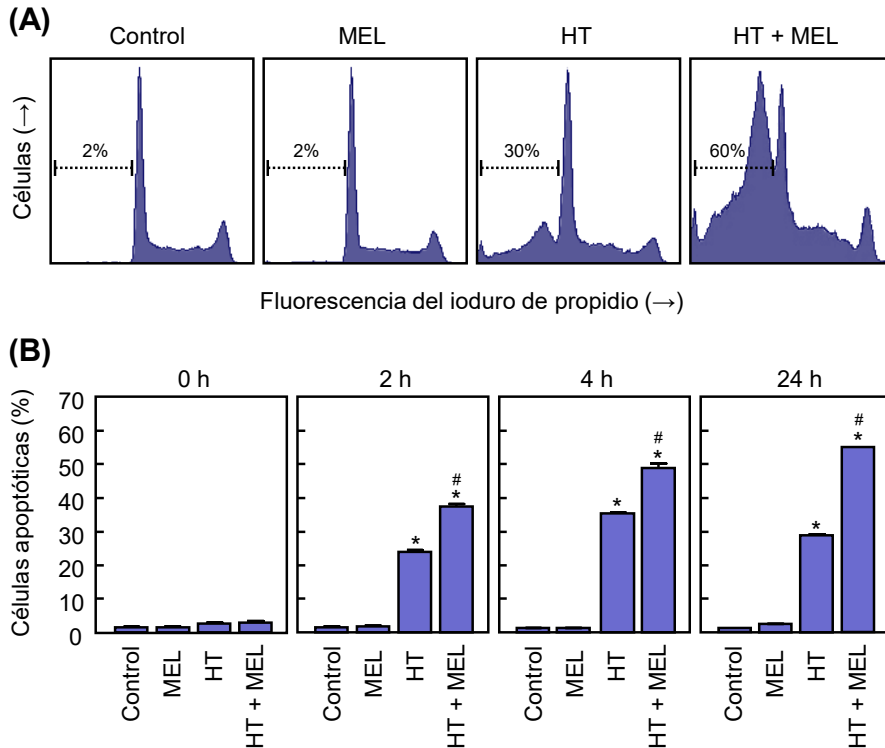 (A)
Control MEL HT HT + MEL
Células (→)
2% 2% 30% 60%
Fluorescencia del ioduro de propidio (→)
(B)
0 h 2 h 4 h 24 h
Células apoptóticas (%)
70
60
50
40
30
20
10
0
# # #
* * * * * *
Control MEL HT HT + MEL Control MEL HT HT + MEL Control MEL HT HT + MEL Control MEL HT HT + MEL